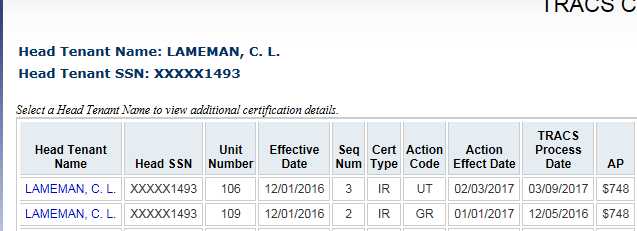 TRACS C
Head Tenant Name: LAMEMAN, C. L.
Head Tenant SSN: XXXXX1493
Select a Head Tenant Name to view additional certification details.
Head Tenant Name Head SSN Unit Number Effective Date Seq Num Cert Type Action Code Action Effect Date TRACS Process Date AP
LAMEMAN, C. L. XXXXX1493 106 12/01/2016 3 IR UT 02/03/2017 03/09/2017 $748
LAMEMAN, C. L. XXXXX1493 109 12/01/2016 2 IR GR 01/01/2017 12/05/2016 $748